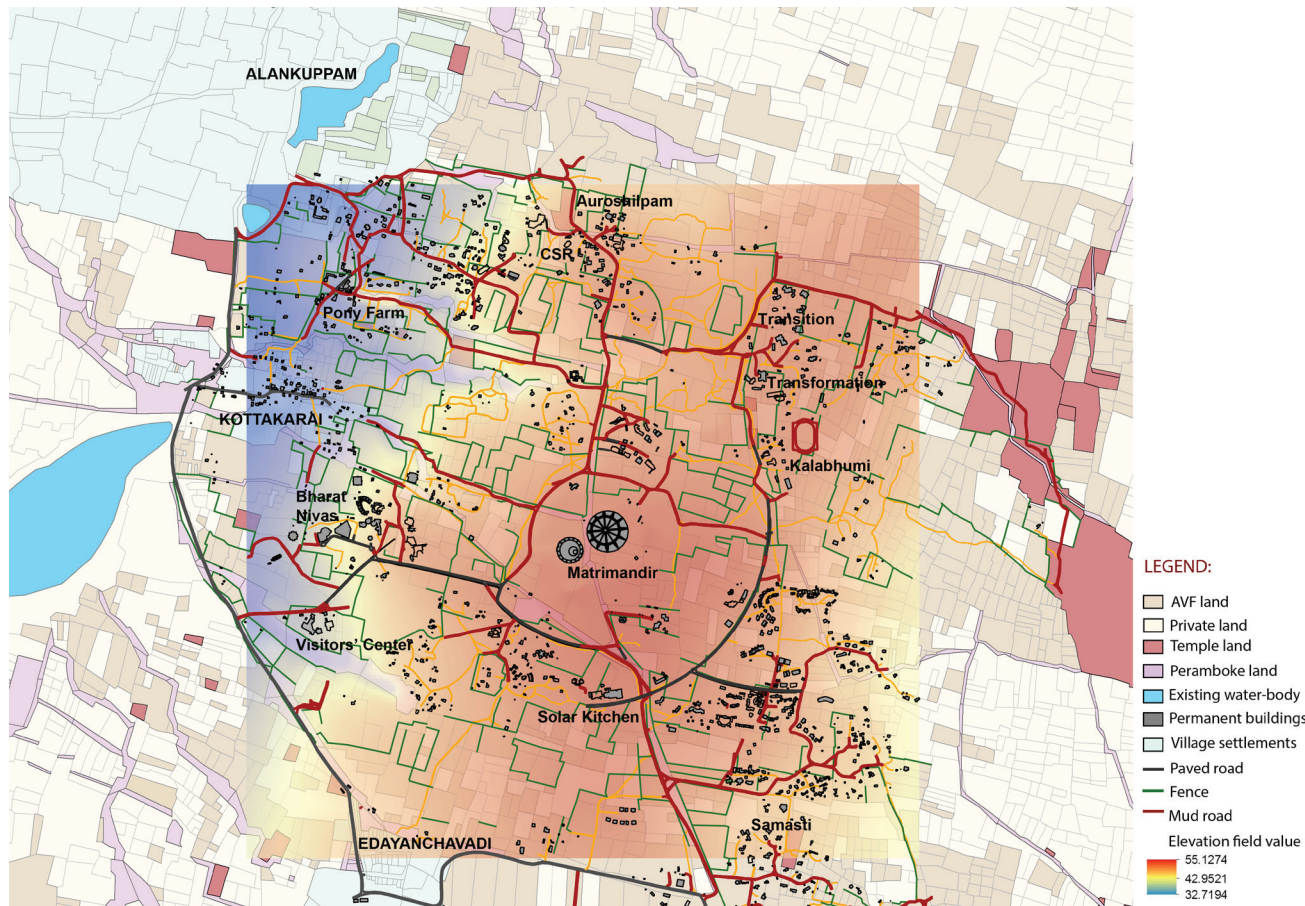 ALANKUPPAM
Auroshilpam
CSR
Pony Farm
Transition
Transformation
KOTTAKARAI
Kalabhumi
Bharat
Nivas
Matrimandir
Visitors' Center
Solar Kitchen
Samasti
EDAYANCHAVADI
LEGEND:
AVF land
Private land
Temple land
Peramboke land
Existing water-body
Permanent buildings
Village settlements
Paved road
Fence
Mud road
Elevation field value
55.1274
42.9521
32.7194